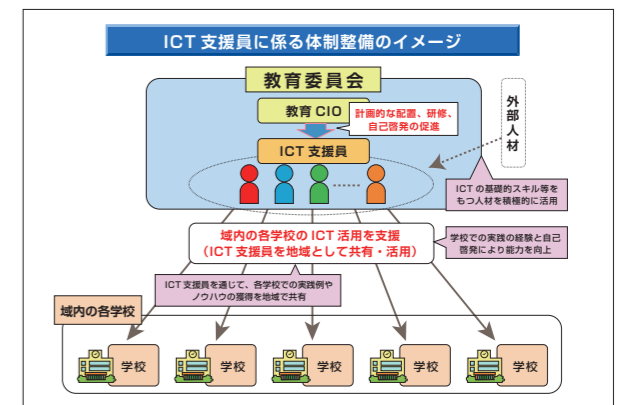 ICT 支援員に係る体制整備のイメージ
教育委員会
教育 CIO
計画的な配置、研修、
自己啓発の促進
ICT 支援員
外部人材
ICT の基礎的スキル等を
もつ人材を積極的に活用
域内の各学校の ICT 活用を支援
（ICT 支援員を地域として共有・活用）
学校での実践の経験と自己
啓発により能力を向上
ICT 支援員を通じて、各学校での実践例や
ノウハウの獲得を地域で共有
域内の各学校
学校
学校
学校
学校
学校